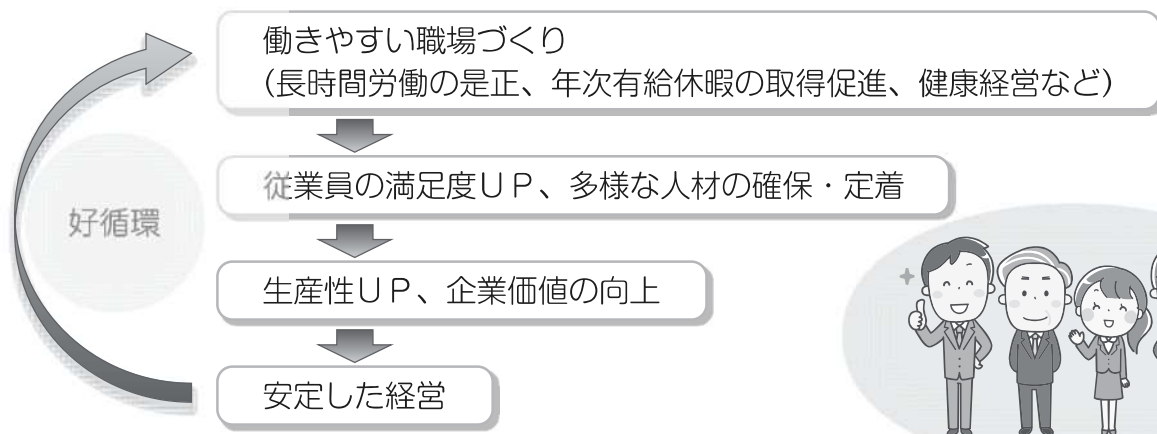 働きやすい職場づくり
(長時間労働の是正、年次有給休暇の取得促進、健康経営など)
従業員の満足度UP、多様な人材の確保・定着
好循環
生産性UP、企業価値の向上
安定した経営